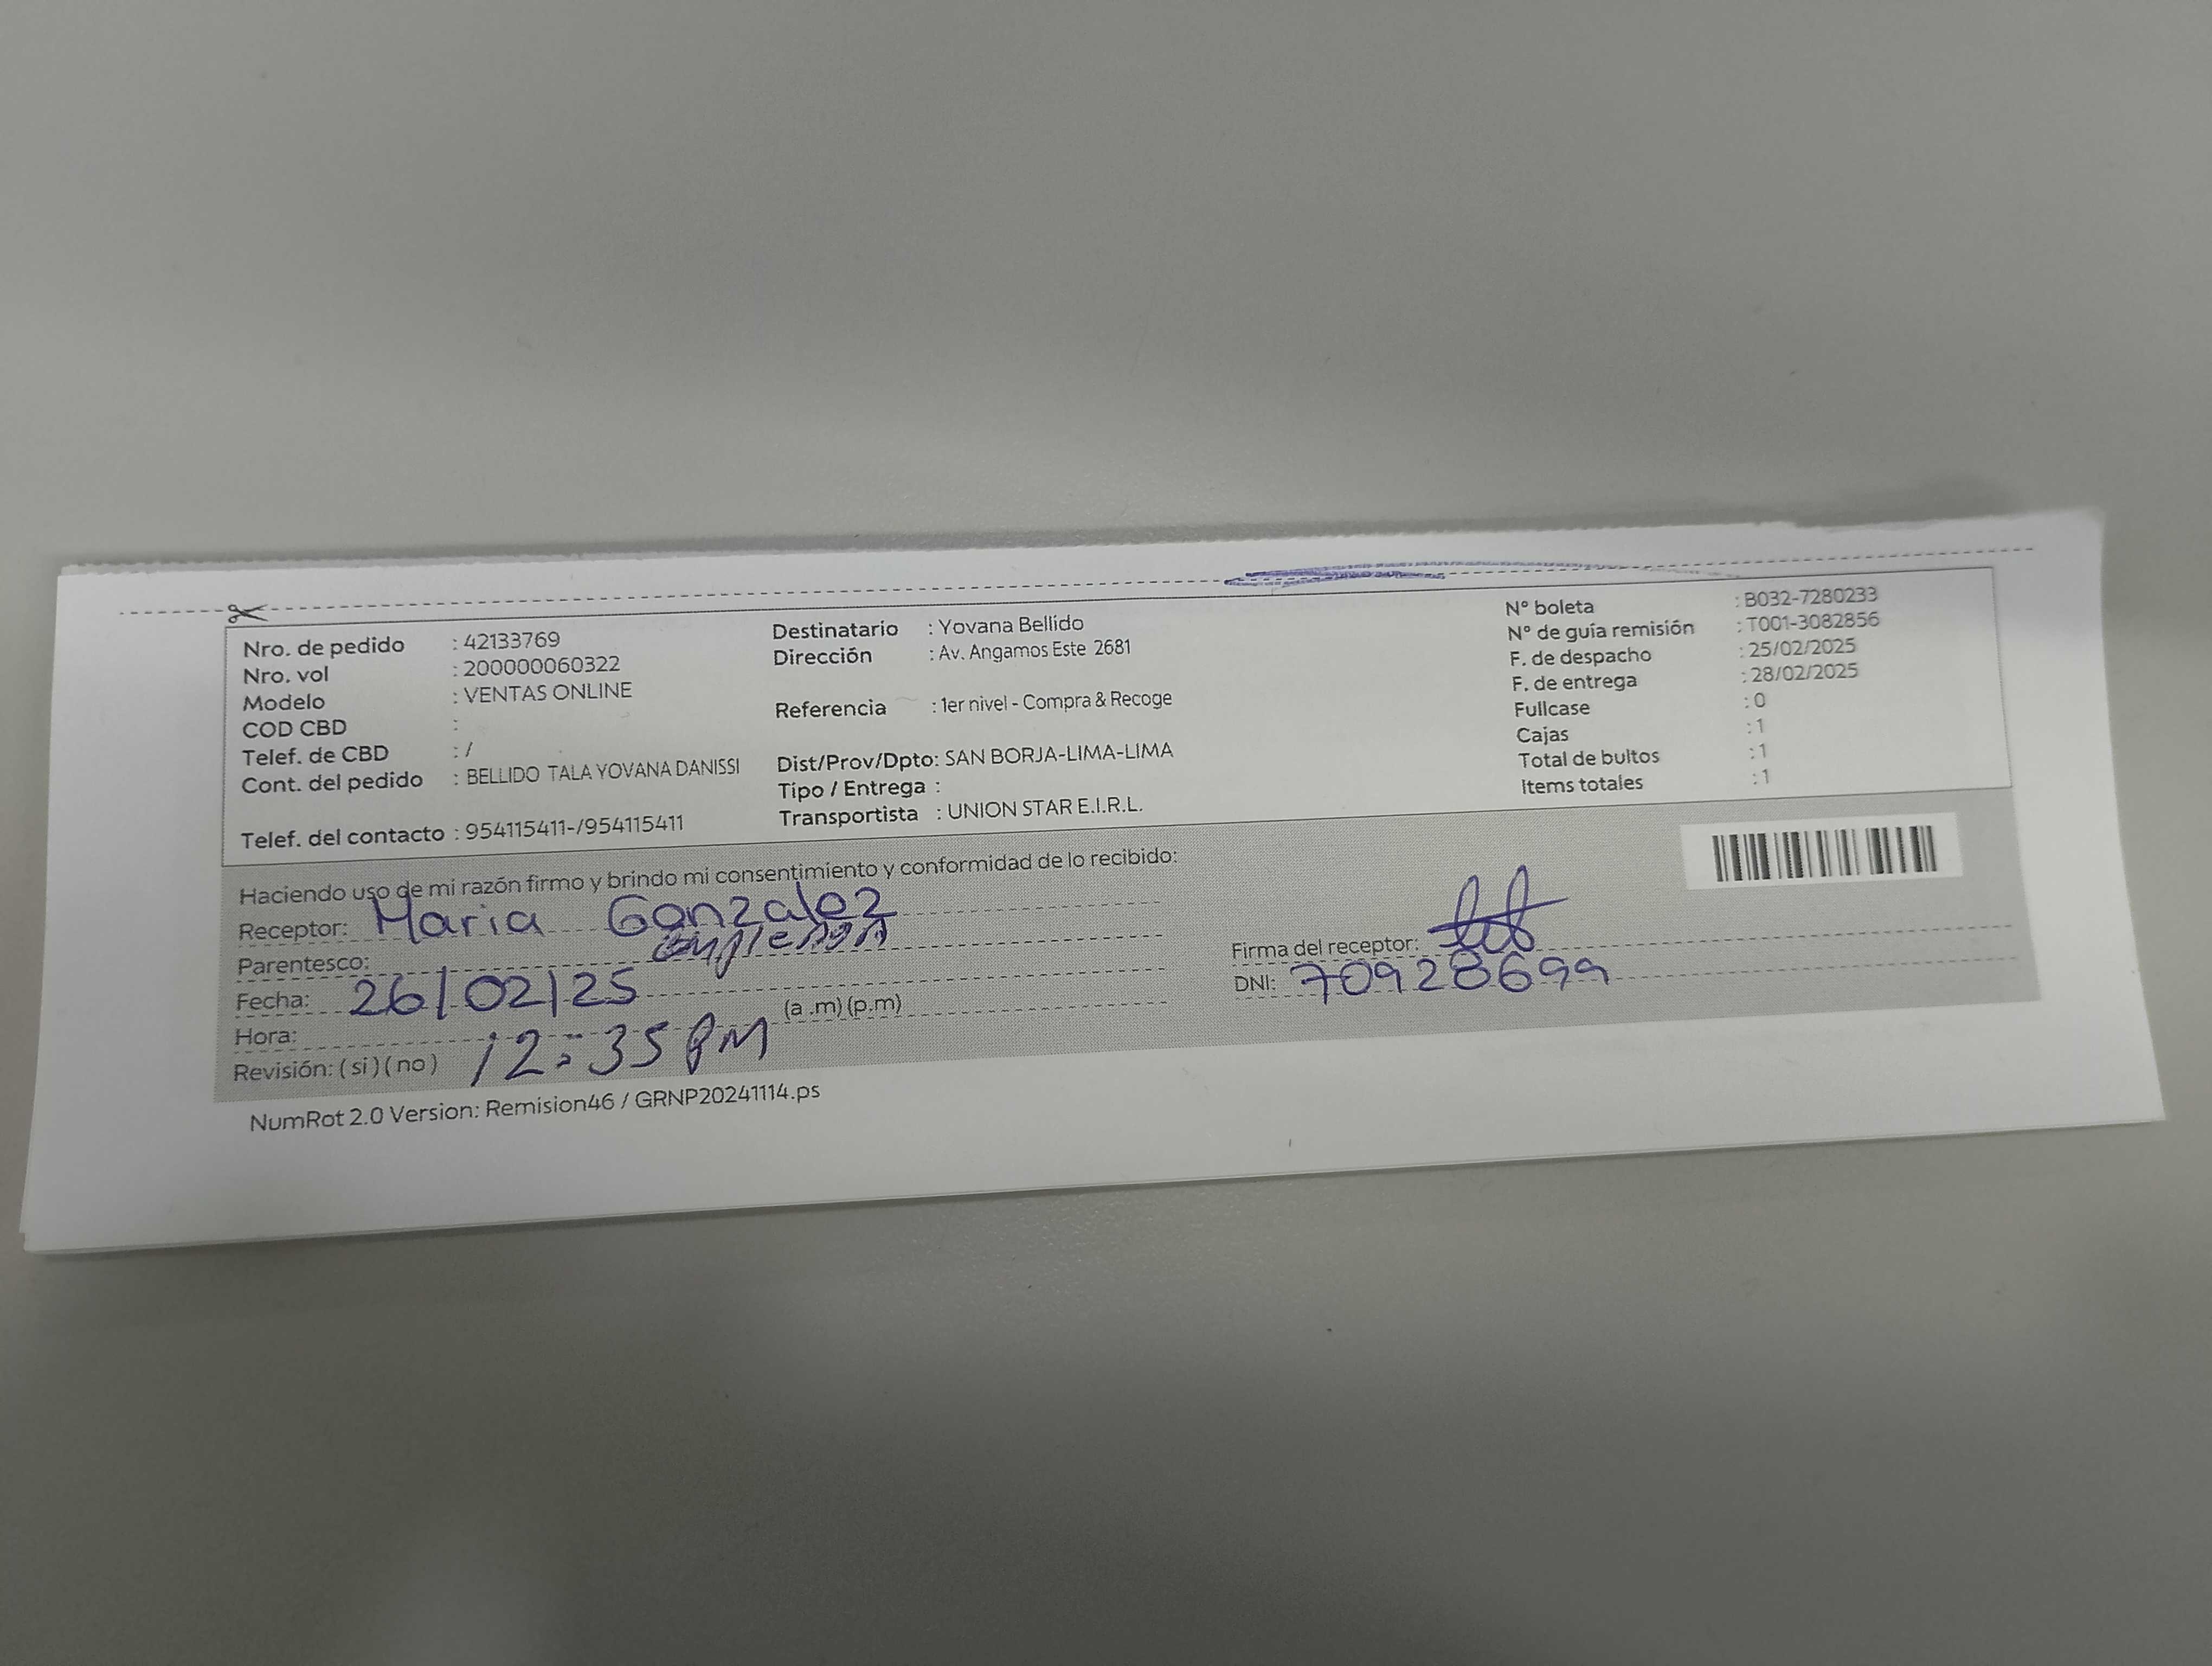 Nro. de pedido : 42133769
Nro. vol : 200000060322
Modelo : VENTAS ONLINE
COD CBD :
Telef. de CBD : /
Cont. del pedido : BELLIDO TALA YOVANA DANISSI
Telef. del contacto : 954115411-/954115411
Destinatario : Yovana Bellido
Dirección : Av. Angamos Este 2681
Referencia : 1er nivel - Compra & Recoge
Dist/Prov/Dpto: SAN BORJA-LIMA-LIMA
Tipo / Entrega :
Transportista : UNION STAR E.I.R.L.
N° boleta : B032-7280233
N° de guía remisión : T001-3082856
F. de despacho : 25/02/2025
F. de entrega : 28/02/2025
Fullcase : 0
Cajas : 1
Total de bultos : 1
Items totales : 1
Haciendo uso de mi razón firmo y brindo mi consentimiento y conformidad de lo recibido:
Receptor: Maria Gonzalez
Parentesco:
Fecha: 26/02/25
Hora: 12:35 PM (a .m) (p.m)
Revisión: ( si ) ( no )
Firma del receptor:
DNI: 70928699
NumRot 2.0 Version: Remision46 / GRNP20241114.ps